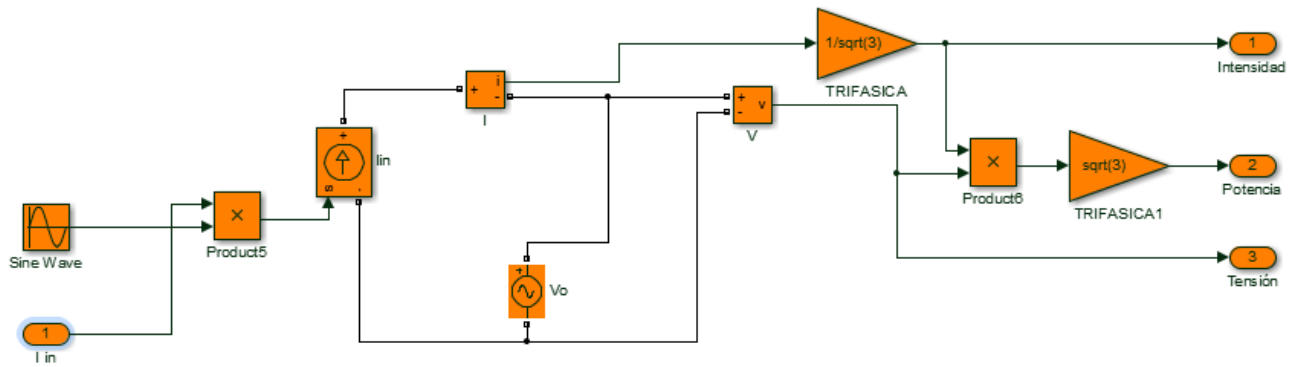 1/sqrt(3)
TRIFASICA
1
Intensidad
i
+
-
I
+
-
v
V
+
s
-
Iin
×
Product6
sqrt(3)
TRIFASICA1
2
Potencia
×
Product5
Sine Wave
+
Vo
3
Tensión
1
I in